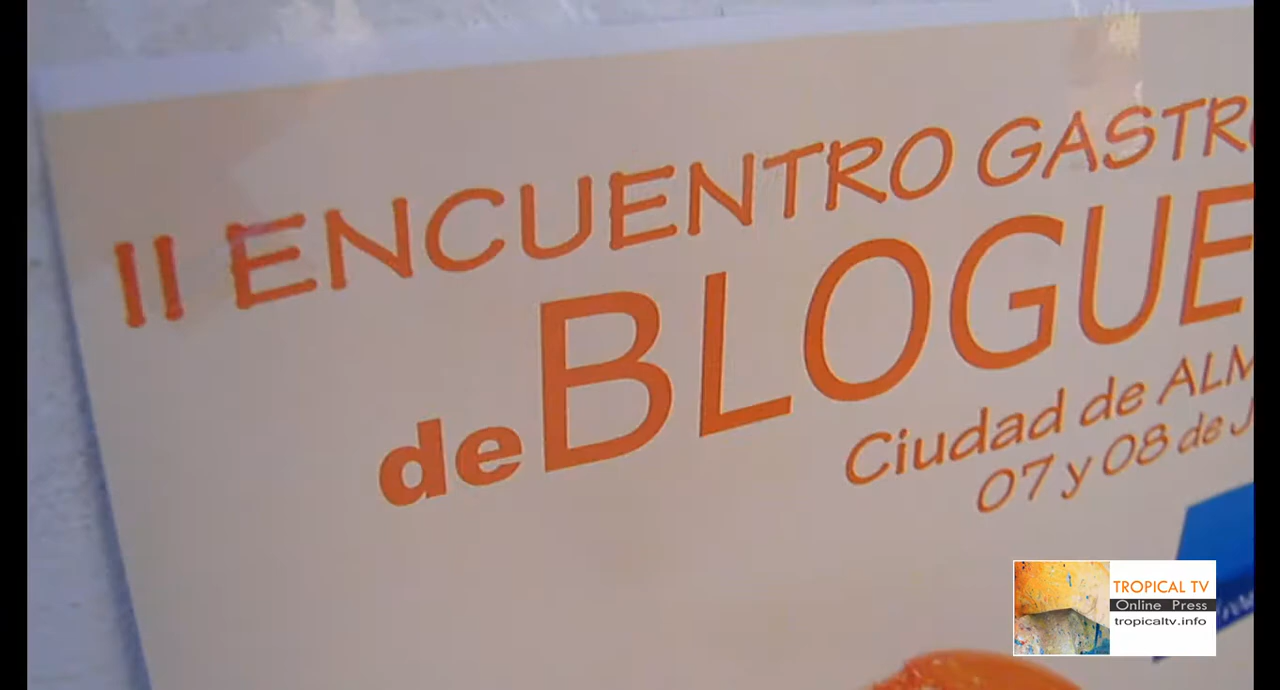 II ENCUENTRO GASTR
de BLOGUE
Ciudad de ALM
07 y 08 de J
TROPICAL TV
Online Press
tropicaltv.info